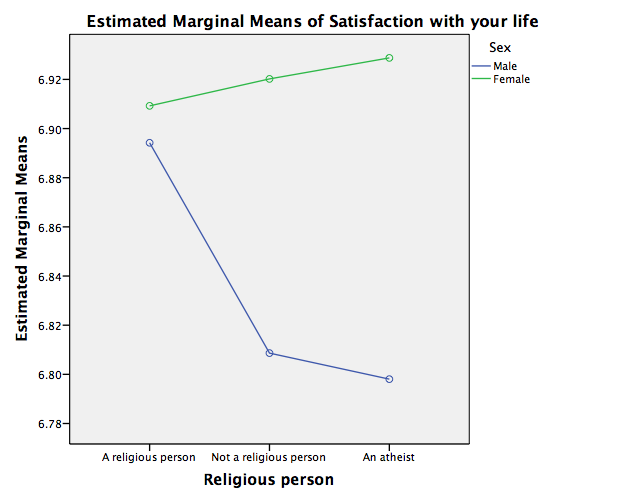 Estimated Marginal Means of Satisfaction with your life
Sex
Male
Female
Estimated Marginal Means
6.92
6.90
6.88
6.86
6.84
6.82
6.80
6.78
A religious person
Not a religious person
An atheist
Religious person